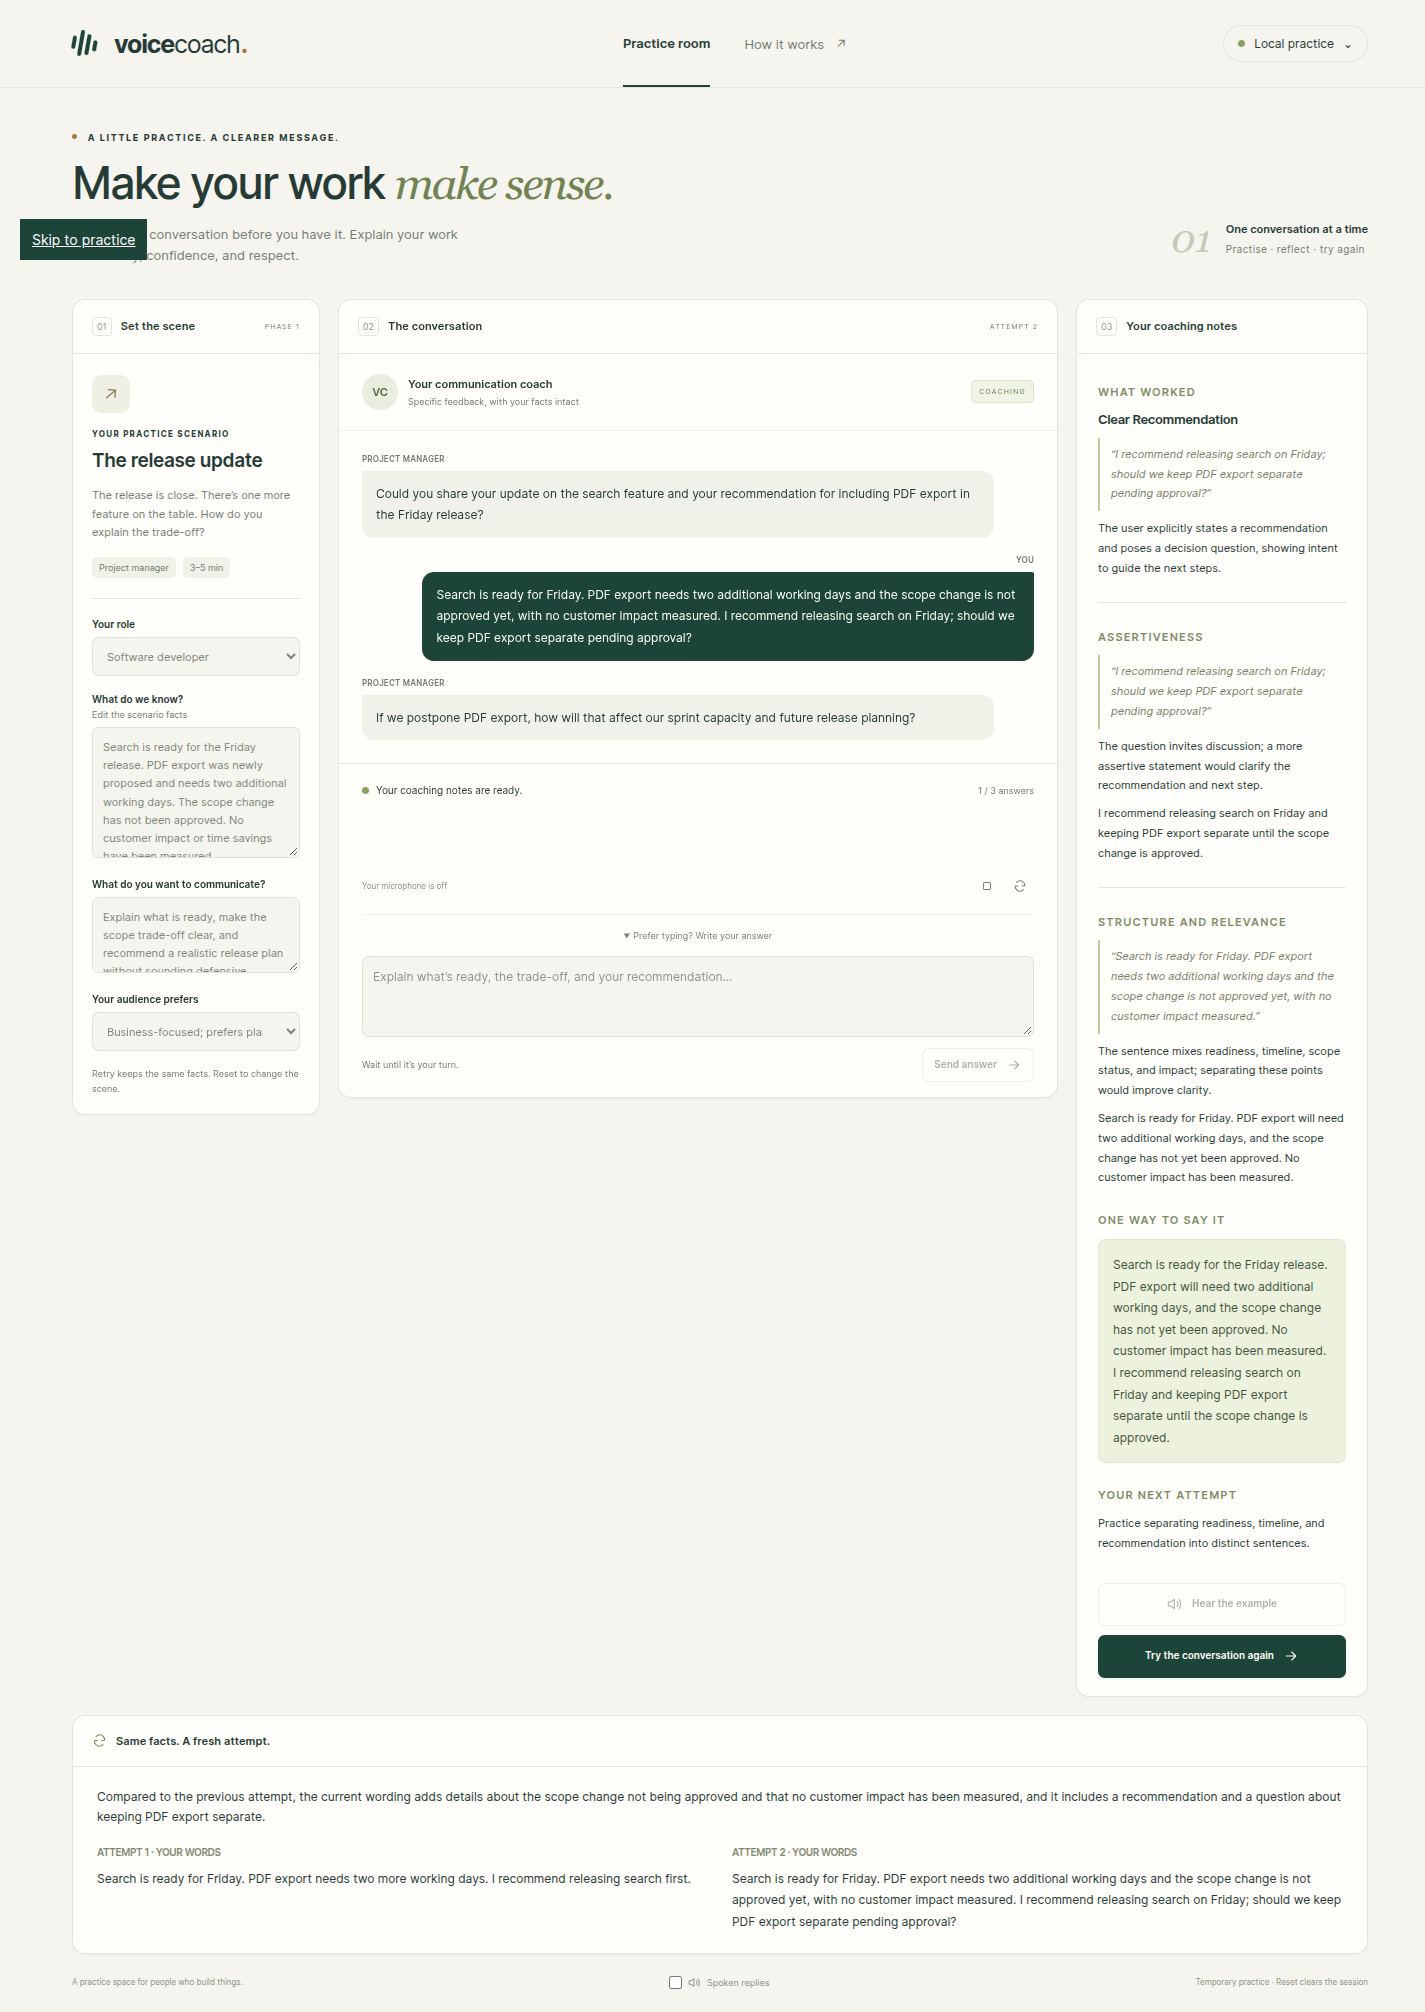 voicecoach.
Practice room
How it works
Local practice
A LITTLE PRACTICE. A CLEARER MESSAGE.
Make your work make sense.
Skip to practice
conversation before you have it. Explain your work
confidence, and respect.
01
One conversation at a time
Practise · reflect · try again
01 Set the scene
PHASE 1
YOUR PRACTICE SCENARIO
The release update
The release is close. There’s one more
feature on the table. How do you
explain the trade-off?
Project manager
3–5 min
Your role
Software developer
What do we know?
Edit the scenario facts
Search is ready for the Friday
release. PDF export was newly
proposed and needs two additional
working days. The scope change
has not been approved. No
customer impact or time savings
have been measured
What do you want to communicate?
Explain what is ready, make the
scope trade-off clear, and
recommend a realistic release plan
without sounding defensive
Your audience prefers
Business-focused; prefers pla
Retry keeps the same facts. Reset to change the
scene.
02 The conversation
ATTEMPT 2
VC
Your communication coach
Specific feedback, with your facts intact
COACHING
PROJECT MANAGER
Could you share your update on the search feature and your recommendation for including PDF export in
the Friday release?
YOU
Search is ready for Friday. PDF export needs two additional working days and the scope change is not
approved yet, with no customer impact measured. I recommend releasing search on Friday; should we
keep PDF export separate pending approval?
PROJECT MANAGER
If we postpone PDF export, how will that affect our sprint capacity and future release planning?
Your coaching notes are ready.
1 / 3 answers
Your microphone is off
▼ Prefer typing? Write your answer
Explain what’s ready, the trade-off, and your recommendation…
Wait until it’s your turn.
Send answer
03 Your coaching notes
WHAT WORKED
Clear Recommendation
“I recommend releasing search on Friday;
should we keep PDF export separate
pending approval?”
The user explicitly states a recommendation
and poses a decision question, showing intent
to guide the next steps.
ASSERTIVENESS
“I recommend releasing search on Friday;
should we keep PDF export separate
pending approval?”
The question invites discussion; a more
assertive statement would clarify the
recommendation and next step.
I recommend releasing search on Friday and
keeping PDF export separate until the scope
change is approved.
STRUCTURE AND RELEVANCE
“Search is ready for Friday. PDF export
needs two additional working days and the
scope change is not approved yet, with no
customer impact measured.”
The sentence mixes readiness, timeline, scope
status, and impact; separating these points
would improve clarity.
Search is ready for Friday. PDF export will need
two additional working days, and the scope
change has not yet been approved. No
customer impact has been measured.
ONE WAY TO SAY IT
Search is ready for the Friday release.
PDF export will need two additional
working days, and the scope change
has not yet been approved. No
customer impact has been measured.
I recommend releasing search on
Friday and keeping PDF export
separate until the scope change is
approved.
YOUR NEXT ATTEMPT
Practice separating readiness, timeline, and
recommendation into distinct sentences.
Hear the example
Try the conversation again
Same facts. A fresh attempt.
Compared to the previous attempt, the current wording adds details about the scope change not being approved and that no customer impact has been measured, and it includes a recommendation and a question about
keeping PDF export separate.
ATTEMPT 1 · YOUR WORDS
Search is ready for Friday. PDF export needs two more working days. I recommend releasing search first.
ATTEMPT 2 · YOUR WORDS
Search is ready for Friday. PDF export needs two additional working days and the scope change is not
approved yet, with no customer impact measured. I recommend releasing search on Friday; should we keep
PDF export separate pending approval?
A practice space for people who build things.
Spoken replies
Temporary practice · Reset clears the session